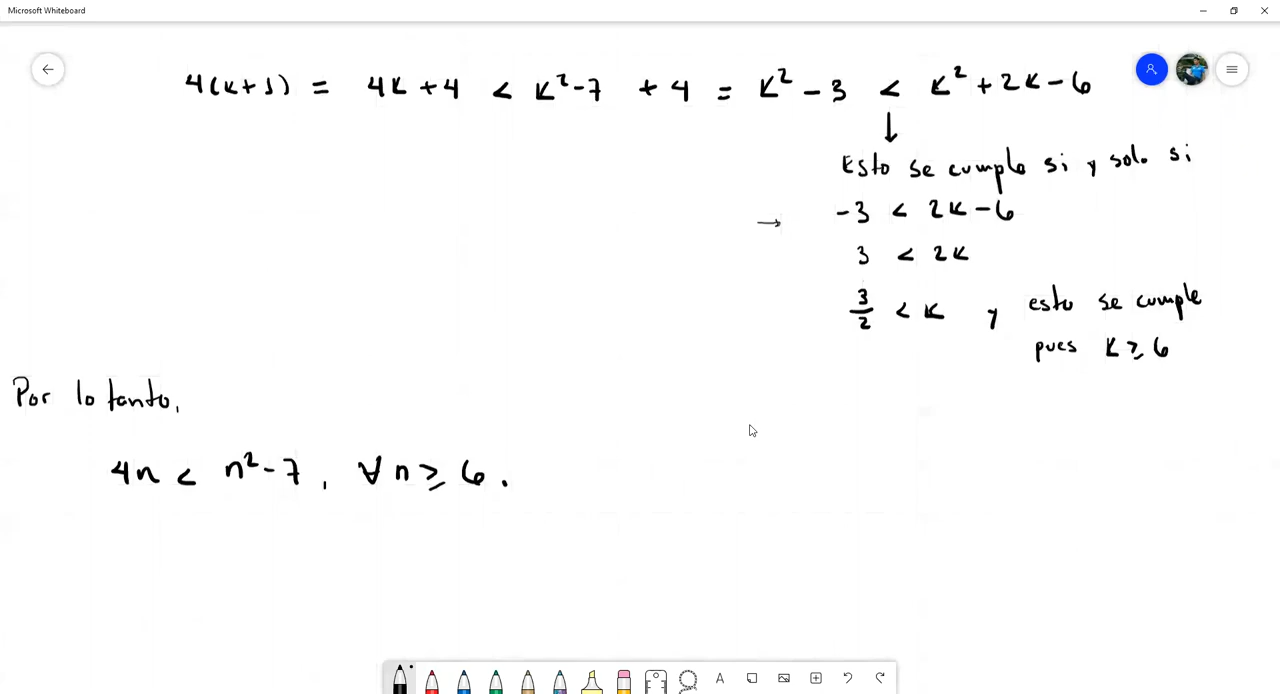 Microsoft Whiteboard
4(k+1) = 4k + 4 < k² - 7 + 4 = k² - 3 < k² + 2k - 6
↓
Esto se cumple si y solo si
→ -3 < 2k - 6
3 < 2k
3/2 < k y esto se cumple
pues k ≥ 6
Por lo tanto,
4n < n² - 7, ∀ n ≥ 6.
A